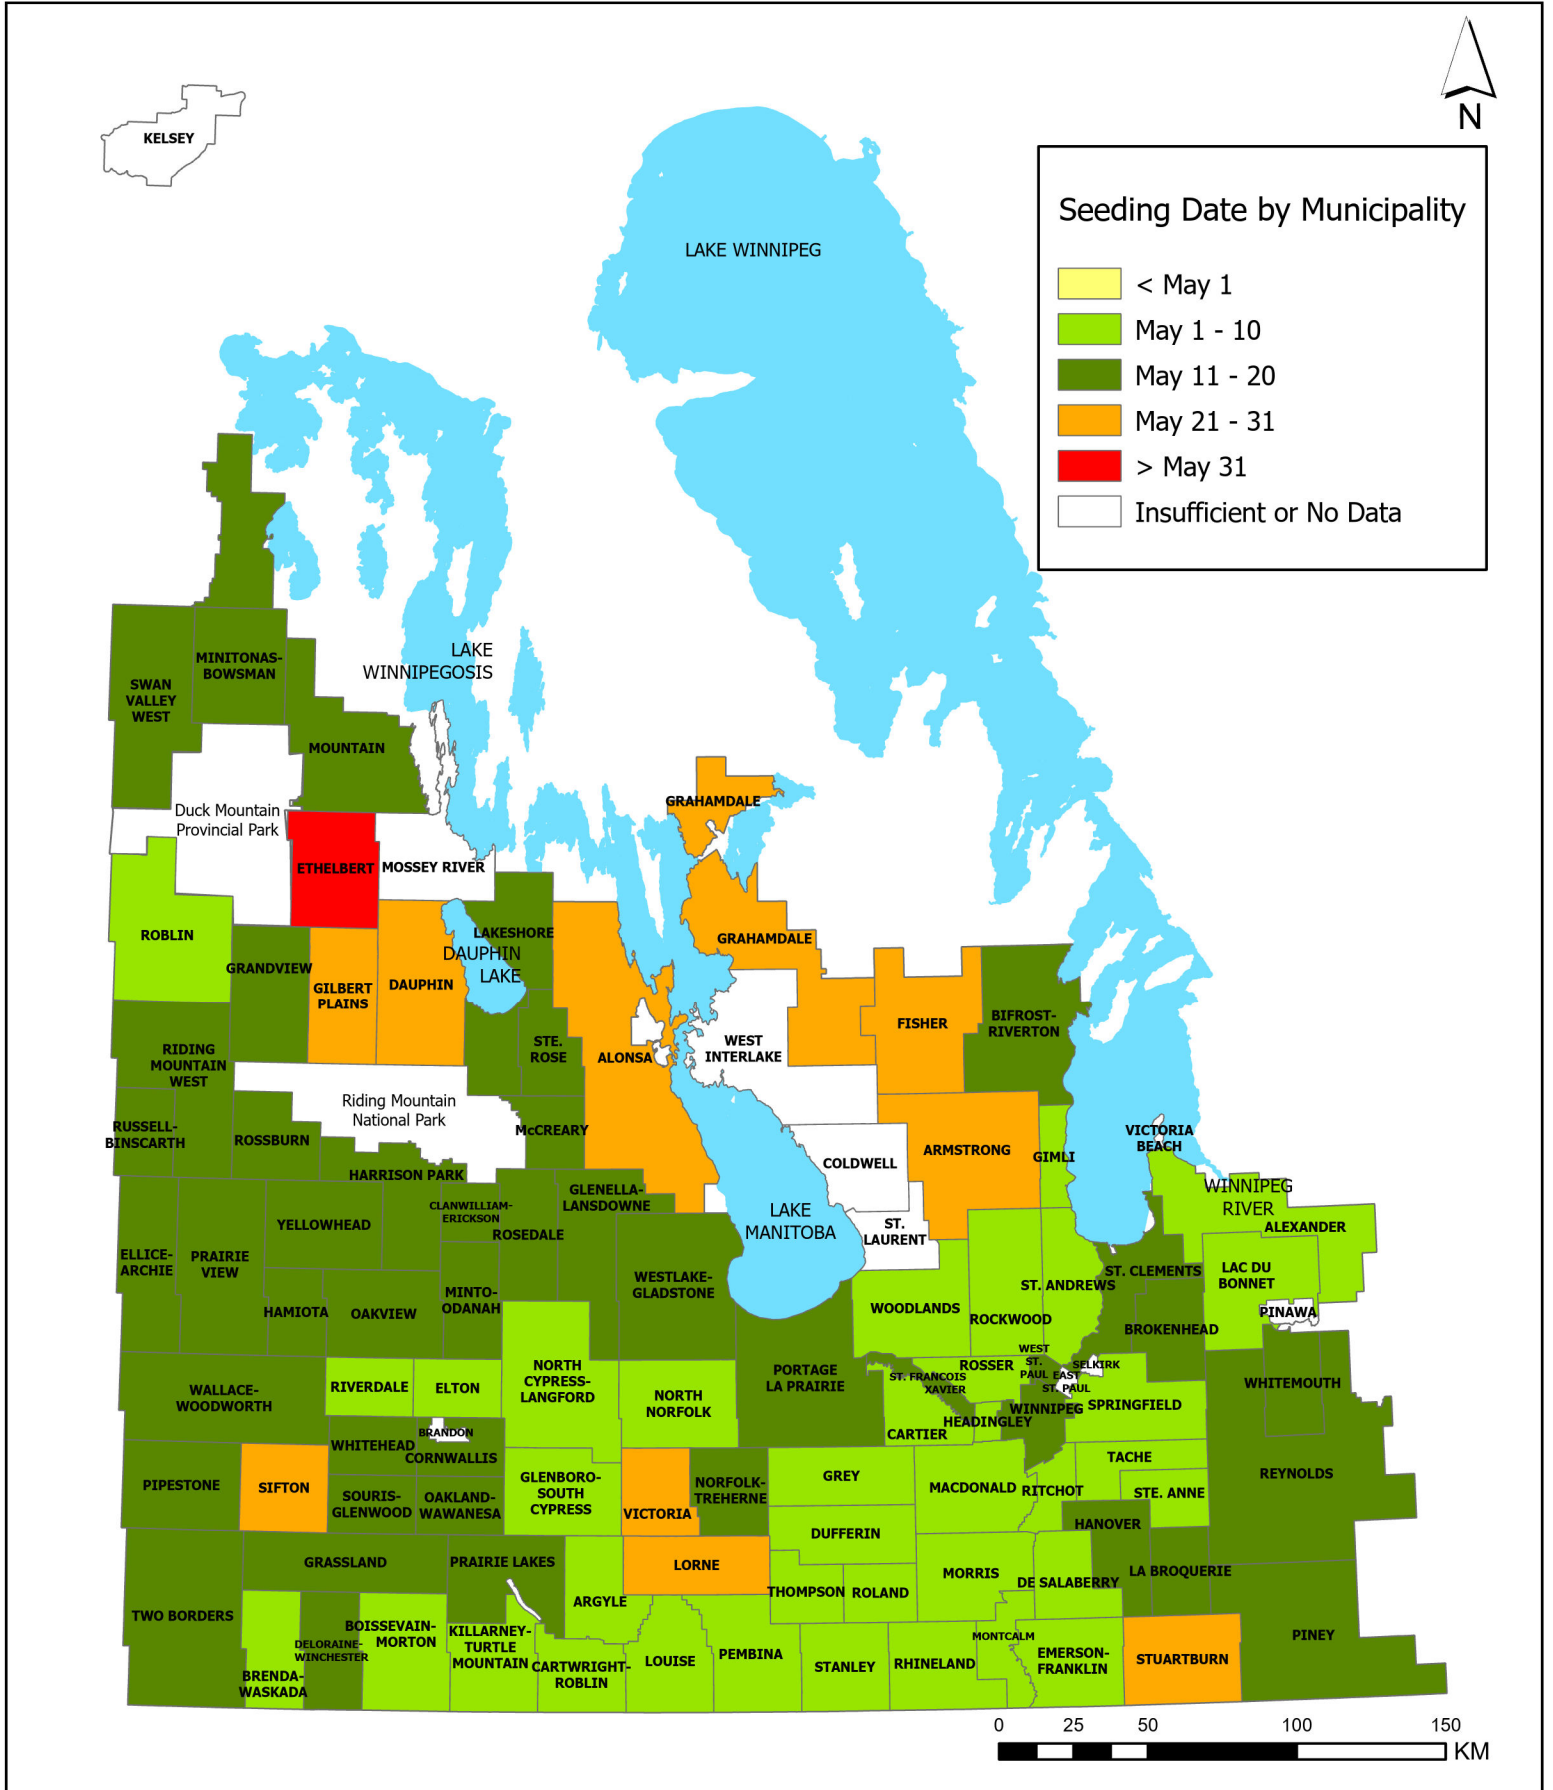 N
KELSEY
Seeding Date by Municipality
< May 1
May 1 - 10
May 11 - 20
May 21 - 31
> May 31
Insufficient or No Data
LAKE WINNIPEG
LAKE
WINNIPEGOSIS
MINITONAS-
BOWSMAN
SWAN
VALLEY
WEST
MOUNTAIN
Duck Mountain
Provincial Park
GRAHAMDALE
ETHELBERT
MOSSEY RIVER
ROBLIN
LAKESHORE
GRAHAMDALE
DAUPHIN
LAKE
GRANDVIEW
GILBERT
PLAINS
DAUPHIN
FISHER
BIFROST-
RIVERTON
STE.
ROSE
ALONSA
WEST
INTERLAKE
RIDING
MOUNTAIN
WEST
Riding Mountain
National Park
RUSSELL-
BINSCARTH
ROSSBURN
McCREARY
VICTORIA
BEACH
ARMSTRONG
GIMLI
COLDWELL
HARRISON PARK
GLENELLA-
LANSDOWNE
WINNIPEG
RIVER
CLANWILLIAM-
ERICKSON
YELLOWHEAD
ROSEDALE
LAKE
MANITOBA
ST.
LAURENT
ALEXANDER
ELLICE-
ARCHIE
PRAIRIE
VIEW
WESTLAKE-
GLADSTONE
ST. CLEMENTS
LAC DU
BONNET
ST. ANDREWS
HAMIOTA
OAKVIEW
MINTO-
ODANAH
WOODLANDS
ROCKWOOD
PINAWA
BROKENHEAD
WEST
ST.
PAUL
EAST
ST. PAUL
SELKIRK
ROSSER
NORTH
CYPRESS-
LANGFORD
PORTAGE
LA PRAIRIE
ST. FRANCOIS
XAVIER
WALLACE-
WOODWORTH
RIVERDALE
ELTON
NORTH
NORFOLK
WHITEMOUTH
SPRINGFIELD
WINNIPEG
HEADINGLEY
CARTIER
BRANDON
WHITEHEAD
CORNWALLIS
TACHE
PIPESTONE
SIFTON
GLENBORO-
SOUTH
CYPRESS
GREY
REYNOLDS
NORFOLK-
TREHERNE
MACDONALD
RITCHOT
STE. ANNE
SOURIS-
GLENWOOD
OAKLAND-
WAWANESA
VICTORIA
HANOVER
DUFFERIN
GRASSLAND
PRAIRIE LAKES
LORNE
MORRIS
LA BROQUERIE
DE SALABERRY
THOMPSON
ROLAND
ARGYLE
TWO BORDERS
BOISSEVAIN-
MORTON
KILLARNEY-
TURTLE
MOUNTAIN
DELORAINE-
WINCHESTER
MONTCALM
PINEY
PEMBINA
LOUISE
CARTWRIGHT-
ROBLIN
STANLEY
RHINELAND
EMERSON-
FRANKLIN
STUARTBURN
BRENDA-
WASKADA
0 25 50 100 150
KM